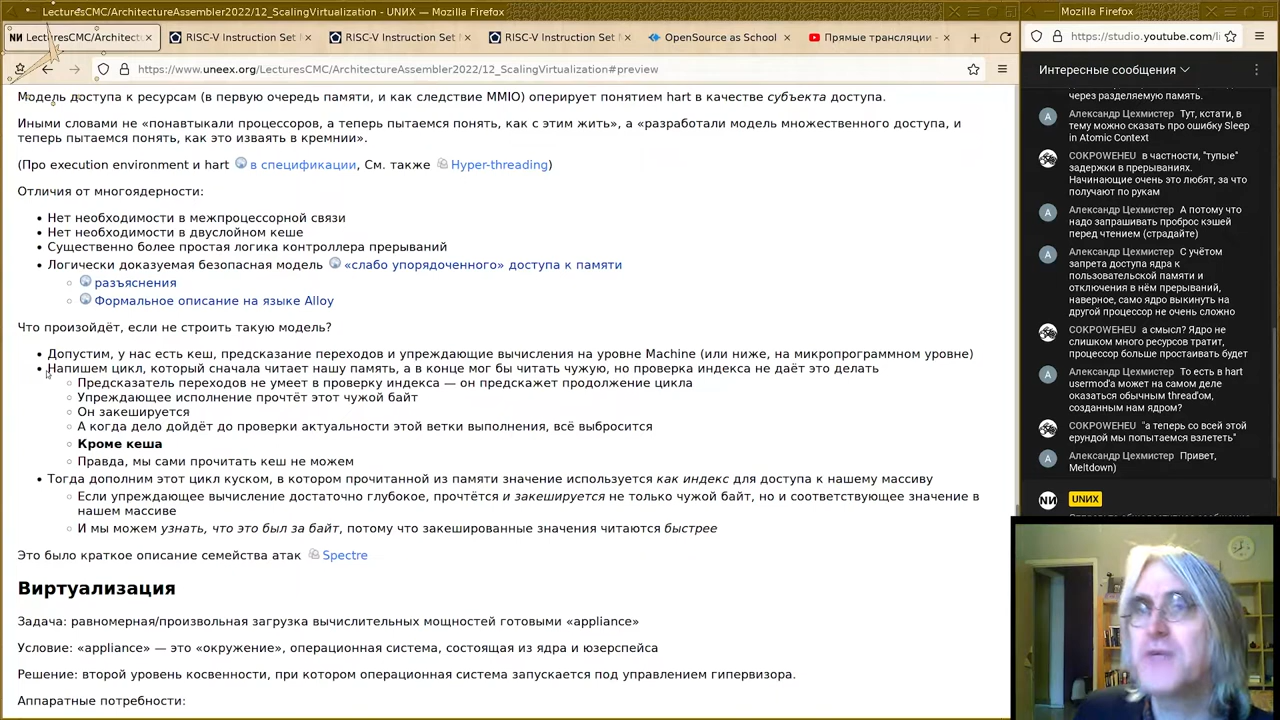 LecturesCMC/ArchitectureAssembler2022/12_ScalingVirtualization - UNИX — Mozilla Firefox
Mozilla Firefox
NИ LecturesCMC/Architectu
RISC-V Instruction Set
RISC-V Instruction Set
RISC-V Instruction Set
OpenSource as School
Прямые трансляции -
https://studio.youtube.com/li
https://www.uneex.org/LecturesCMC/ArchitectureAssembler2022/12_ScalingVirtualization#preview
Модель доступа к ресурсам (в первую очередь памяти, и как следствие MMIO) оперирует понятием hart в качестве субъекта доступа.
Иными словами не «понавтыкали процессоров, а теперь пытаемся понять, как с этим жить», а «разработали модель множественного доступа, и
теперь пытаемся понять, как это изваять в кремнии».
(Про execution environment и hart в спецификации, См. также Hyper-threading)
Отличия от многоядерности:
• Нет необходимости в межпроцессорной связи
• Нет необходимости в двуслойном кеше
• Существенно более простая логика контроллера прерываний
• Логически доказуемая безопасная модель «слабо упорядоченного» доступа к памяти
разъяснения
Формальное описание на языке Alloy
Что произойдёт, если не строить такую модель?
• Допустим, у нас есть кеш, предсказание переходов и упреждающие вычисления на уровне Machine (или ниже, на микропрограммном уровне)
• Напишем цикл, который сначала читает нашу память, а в конце мог бы читать чужую, но проверка индекса не даёт это делать
Предсказатель переходов не умеет в проверку индекса — он предскажет продолжение цикла
Упреждающее исполнение прочтёт этот чужой байт
Он закешируется
А когда дело дойдёт до проверки актуальности этой ветки выполнения, всё выбросится
Кроме кеша
Правда, мы сами прочитать кеш не можем
• Тогда дополним этот цикл куском, в котором прочитанной из памяти значение используется как индекс для доступа к нашему массиву
Если упреждающее вычисление достаточно глубокое, прочтётся и закешируется не только чужой байт, но и соответствующее значение в
нашем массиве
И мы можем узнать, что это был за байт, потому что закешированные значения читаются быстрее
Это было краткое описание семейства атак Spectre
Виртуализация
Задача: равномерная/произвольная загрузка вычислительных мощностей готовыми «appliance»
Условие: «appliance» — это «окружение», операционная система, состоящая из ядра и юзерспейса
Решение: второй уровень косвенности, при котором операционная система запускается под управлением гипервизора.
Аппаратные потребности:
Интересные сообщения
через разделяемую память.
А Александр Цехмистер Тут, кстати, в
тему можно сказать про ошибку Sleep
in Atomic Context
COKPOWEHEU в частности, "тупые"
задержки в прерываниях.
Начинающие очень это любят, за что
получают по рукам
А Александр Цехмистер А потому что
надо запрашивать проброс кэшей
перед чтением (страдайте)
А Александр Цехмистер С учётом
запрета доступа ядра к
пользовательской памяти и
отключения в нём прерываний,
наверное, само ядро выкинуть на
другой процессор не очень сложно
COKPOWEHEU а смысл? Ядро не
слишком много ресурсов тратит,
процессор больше простаивать будет
А Александр Цехмистер То есть в hart
usermod'а может на самом деле
оказаться обычным thread'ом,
созданным нам ядром?
COKPOWEHEU "а теперь со всей этой
ерундой мы попытаемся взлететь"
А Александр Цехмистер Привет,
Meltdown)
NИ UNИX